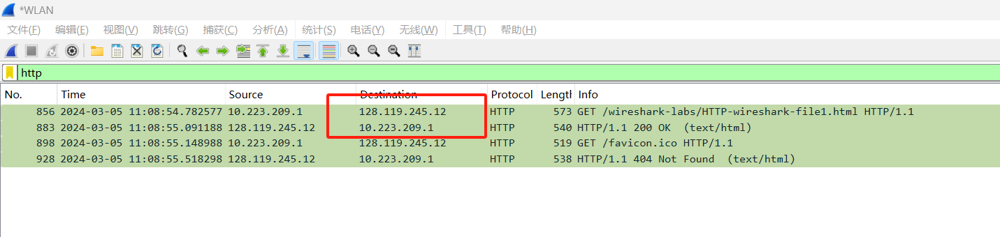 *WLAN
文件(F) 编辑(E) 视图(V) 跳转(G) 捕获(C) 分析(A) 统计(S) 电话(Y) 无线(W) 工具(T) 帮助(H)
http
No. Time Source Destination Protocol Length Info
856 2024-03-05 11:08:54.782577 10.223.209.1 128.119.245.12 HTTP 573 GET /wireshark-labs/HTTP-wireshark-file1.html HTTP/1.1
883 2024-03-05 11:08:55.091188 128.119.245.12 10.223.209.1 HTTP 540 HTTP/1.1 200 OK (text/html)
898 2024-03-05 11:08:55.148988 10.223.209.1 128.119.245.12 HTTP 519 GET /favicon.ico HTTP/1.1
928 2024-03-05 11:08:55.518298 128.119.245.12 10.223.209.1 HTTP 538 HTTP/1.1 404 Not Found (text/html)